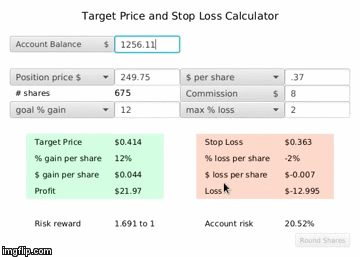 Target Price and Stop Loss Calculator
Account Balance $ 1256.11
Position price $ 249.75 $ per share .37
# shares 675 Commission $ 8
goal % gain 12 max % loss 2
Target Price $0.414 Stop Loss $0.363
% gain per share 12% % loss per share -2%
$ gain per share $0.044 $ loss per share $-0.007
Profit $21.97 Loss $-12.995
Risk reward 1.691 to 1 Account risk 20.52%
Round Shares
imgflip.com